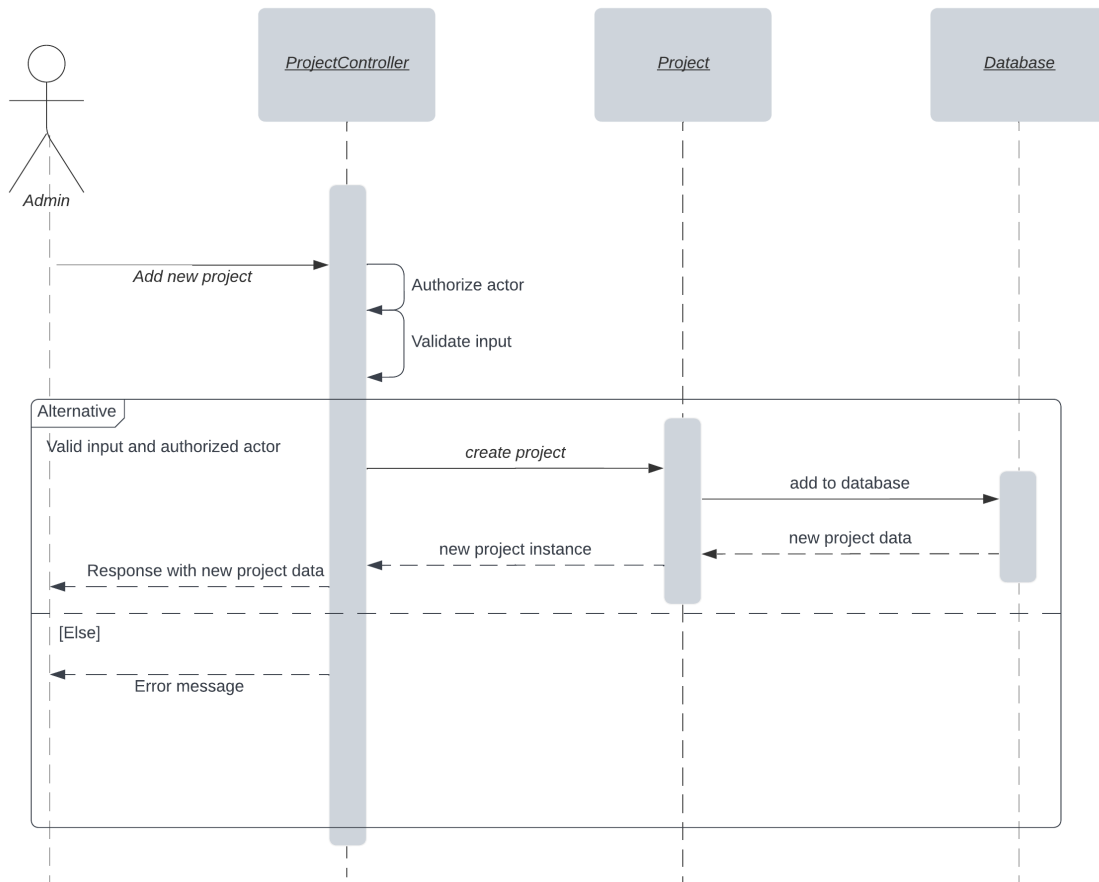 ProjectController
Project
Database
Admin
Add new project
Authorize actor
Validate input
Alternative
Valid input and authorized actor
create project
add to database
new project data
new project instance
Response with new project data
[Else]
Error message